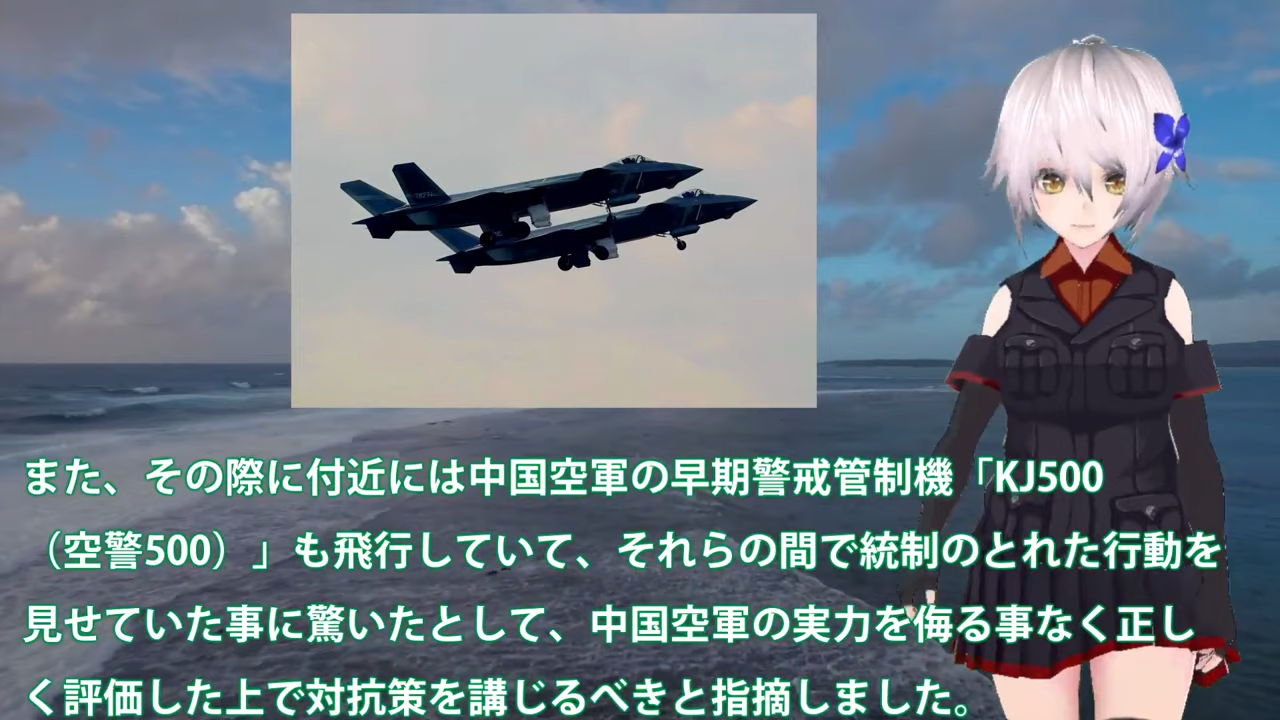 また、その際に付近には中国空軍の早期警戒管制機「KJ500
（空警500）」も飛行していて、それらの間で統制のとれた行動を
見せていた事に驚いたとして、中国空軍の実力を侮る事なく正し
く評価した上で対抗策を講じるべきと指摘しました。